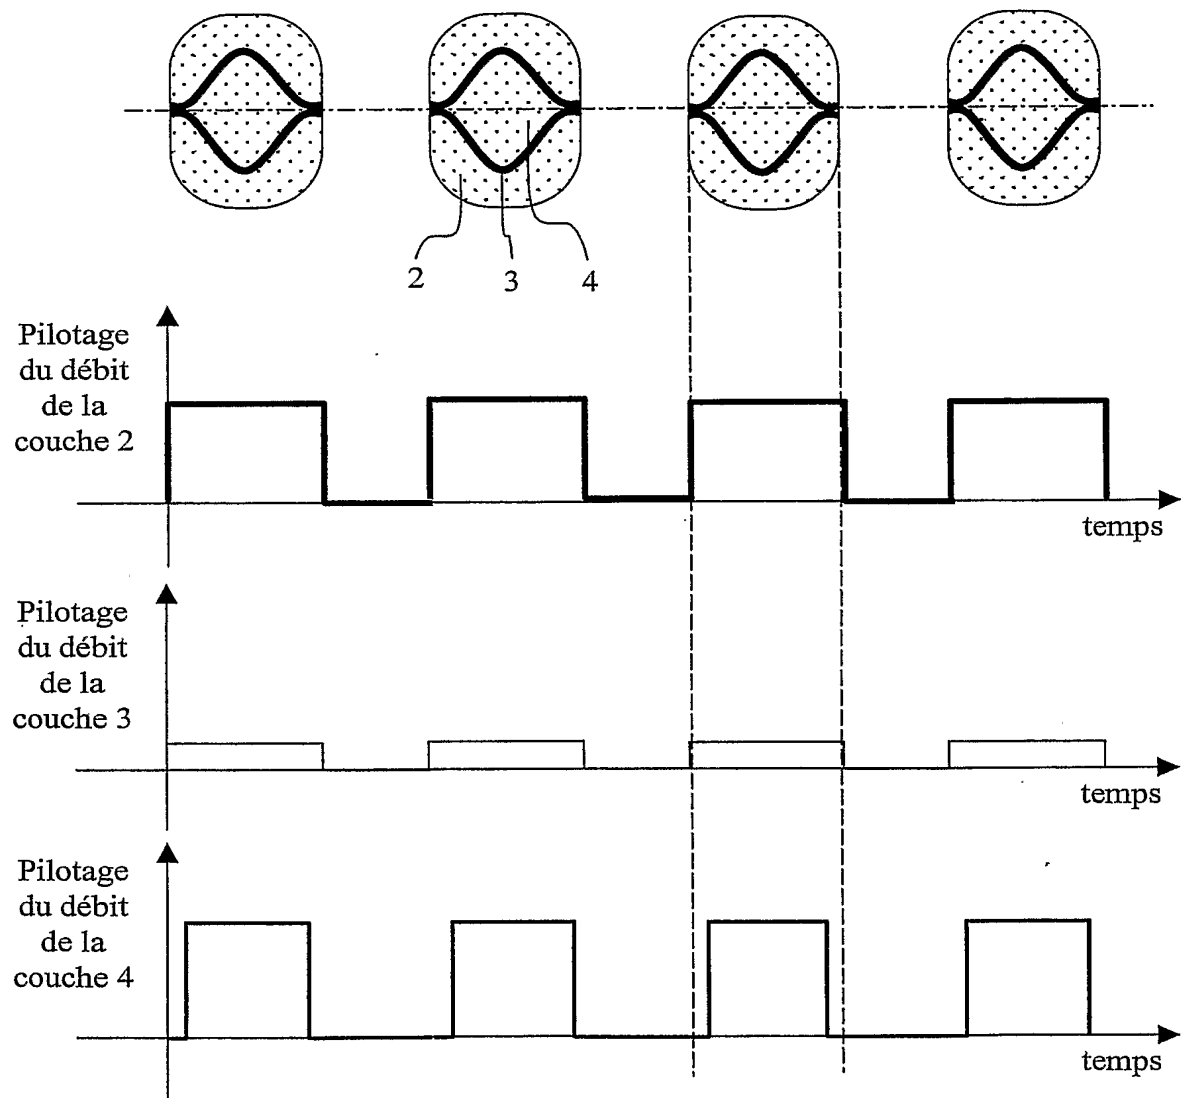 2 3 4
Pilotage
du débit
de la
couche 2
temps
Pilotage
du débit
de la
couche 3
temps
Pilotage
du débit
de la
couche 4
temps